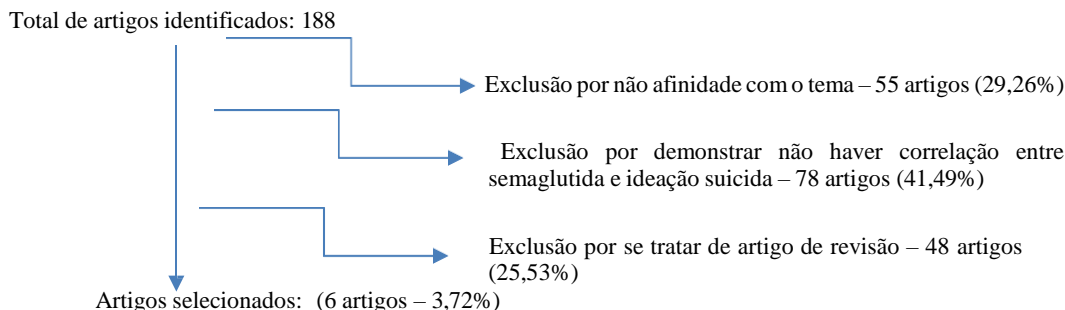 Total de artigos identificados: 188
Exclusão por não afinidade com o tema – 55 artigos (29,26%)
Exclusão por demonstrar não haver correlação entre
semaglutida e ideação suicida – 78 artigos (41,49%)
Exclusão por se tratar de artigo de revisão – 48 artigos
(25,53%)
Artigos selecionados: (6 artigos – 3,72%)